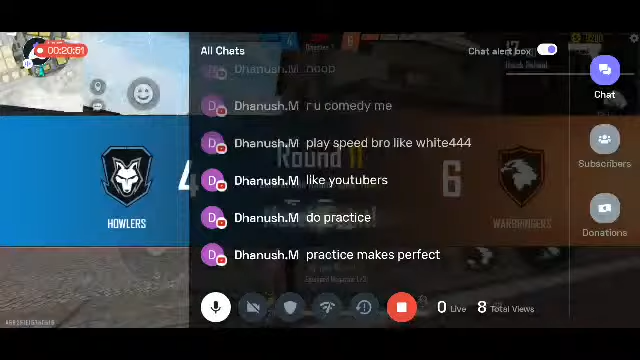 00:20:51
All Chats
Chat alert box
Dhanush.M noob
Dhanush.M r u comedy me
Chat
Dhanush.M play speed bro like white444
Round 11
Subscribers
Dhanush.M like youtubers
4
6
HOWLERS
Dhanush.M do practice
WARBRINGERS
Donations
Dhanush.M practice makes perfect
0 Live 8 Total Views